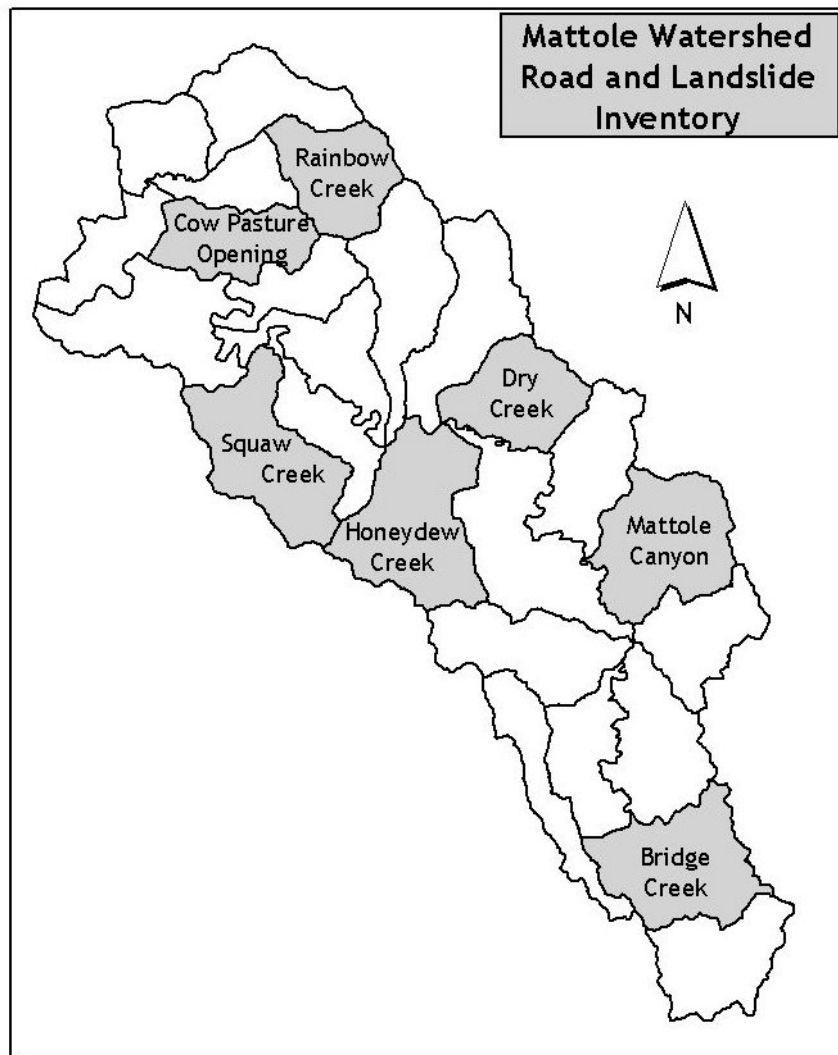 Mattole Watershed
Road and Landslide
Inventory
Rainbow
Creek
Cow Pasture
Opening
N
Dry
Creek
Squaw
Creek
Honeydew
Creek
Mattole
Canyon
Bridge
Creek